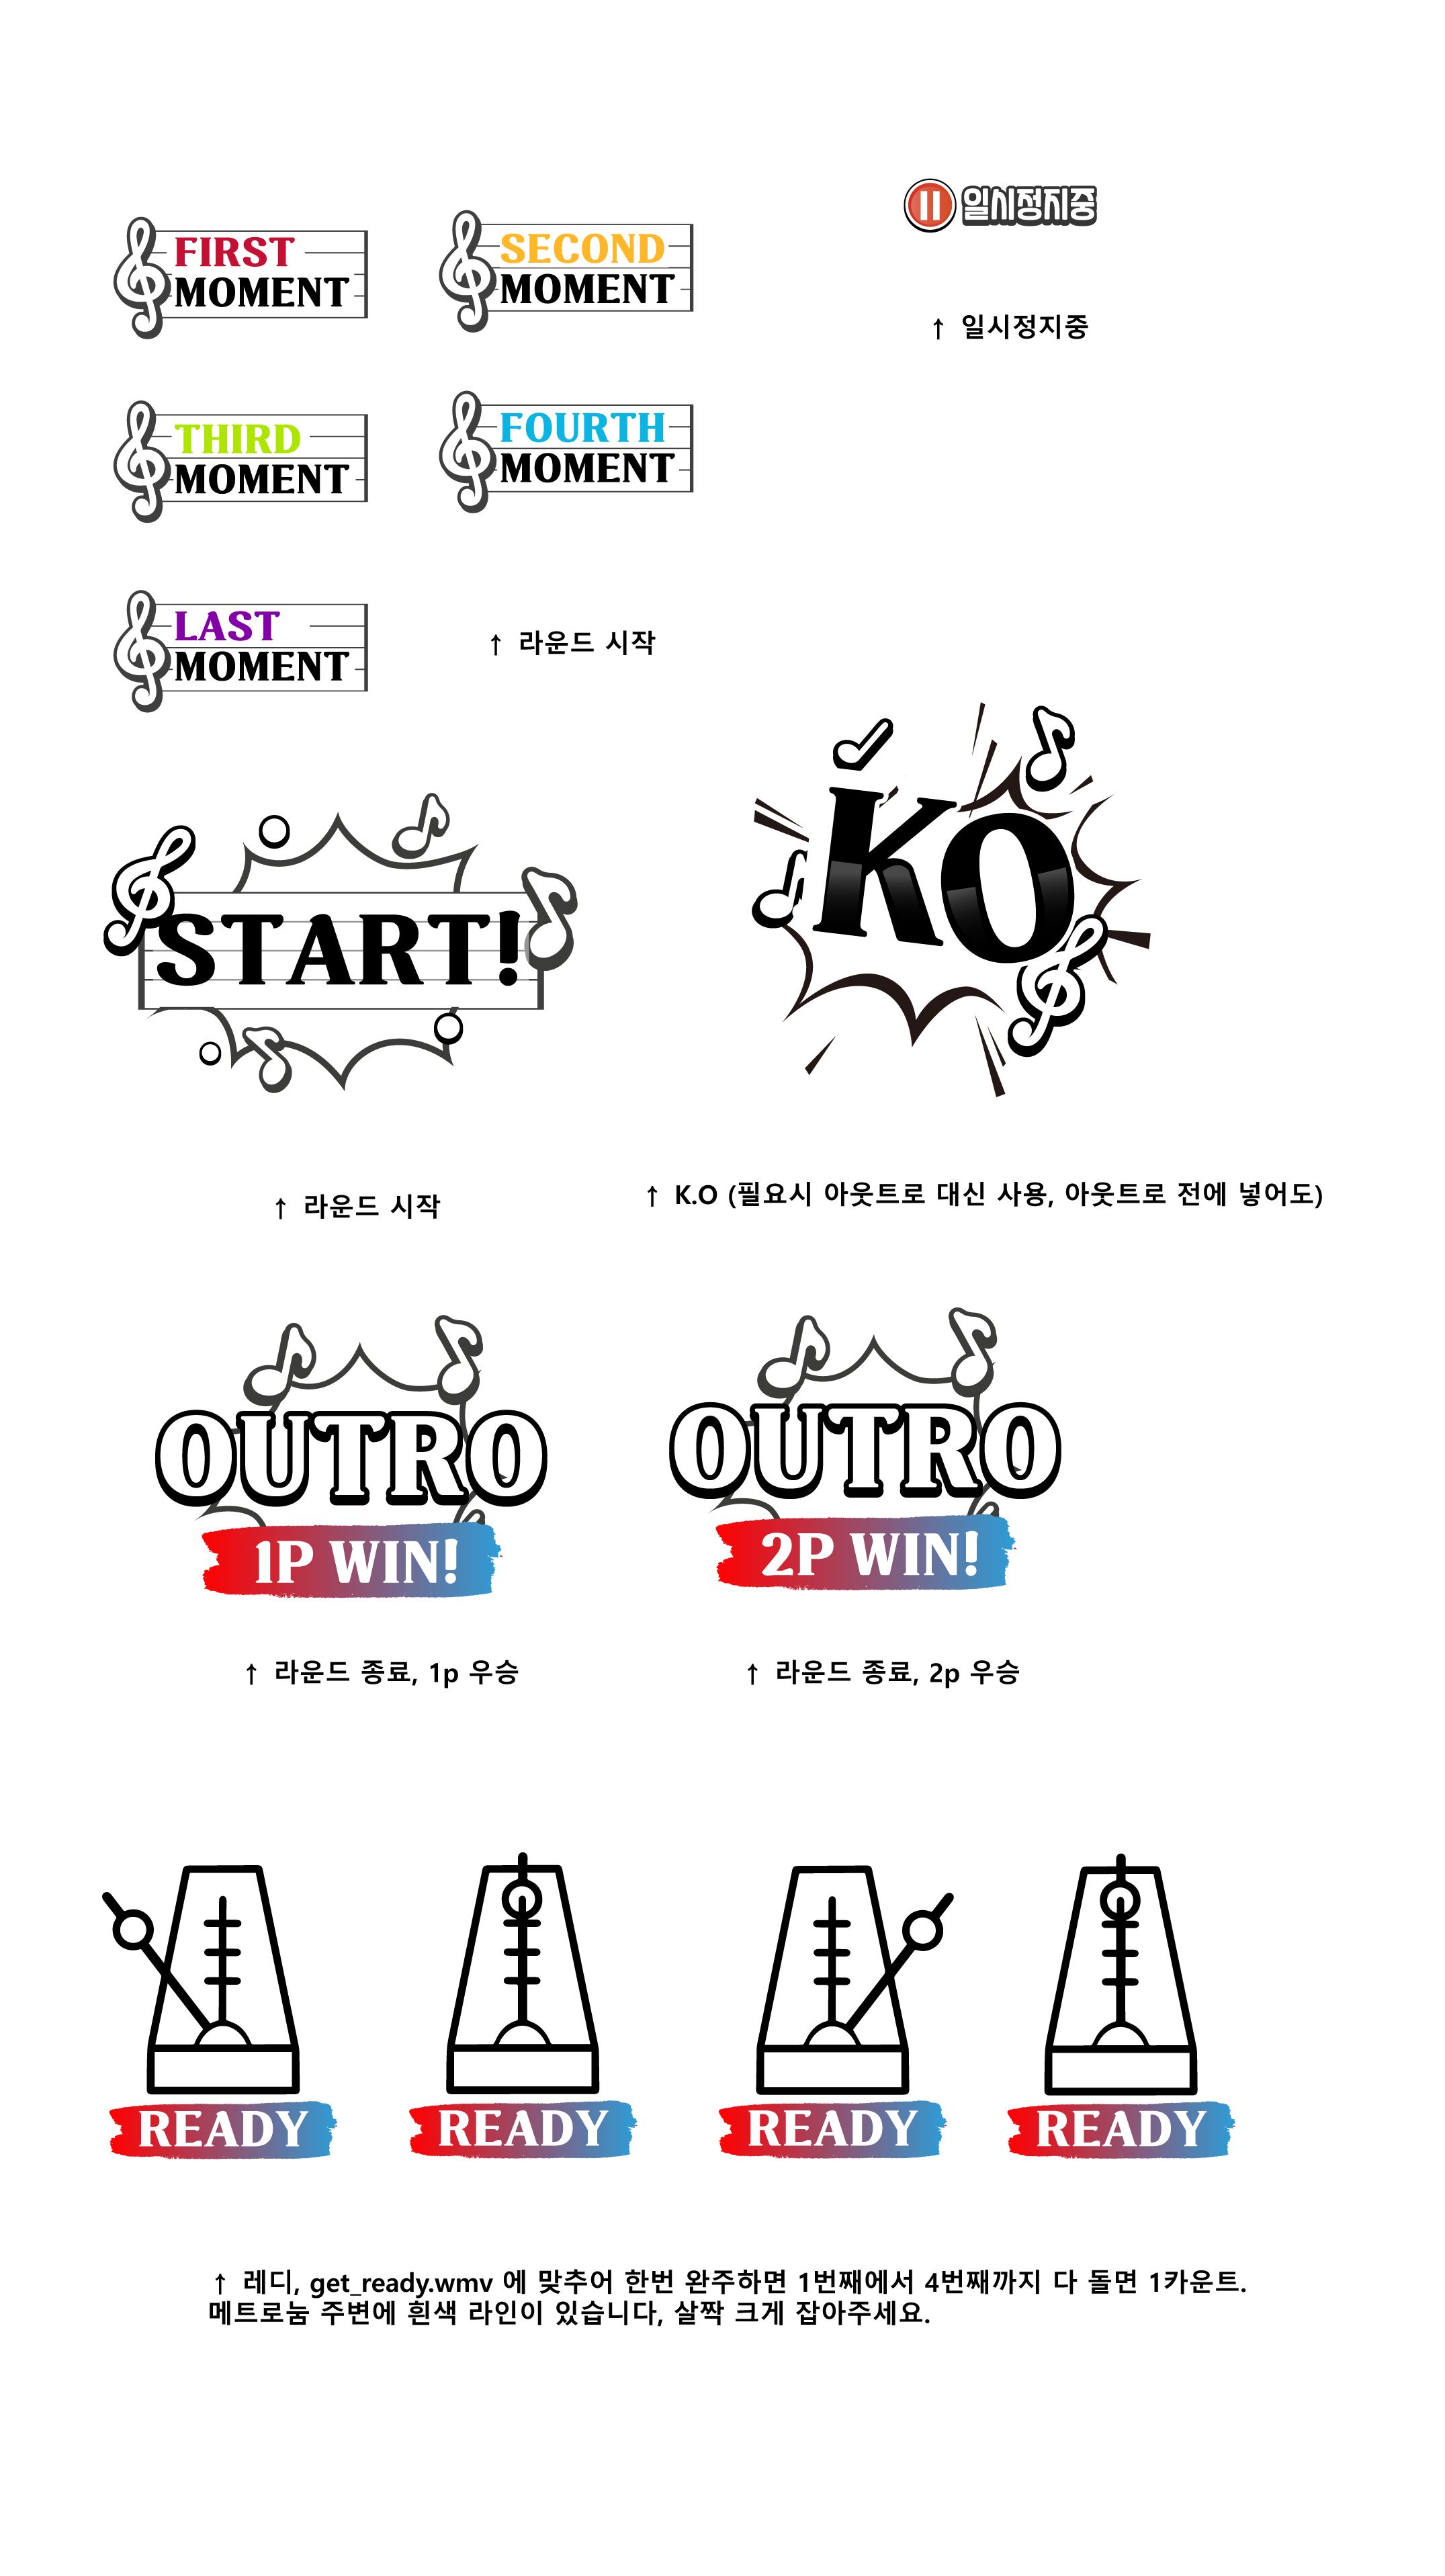 FIRST
MOMENT
SECOND
MOMENT
일시정지중
↑ 일시정지중
THIRD
MOMENT
FOURTH
MOMENT
LAST
MOMENT
↑ 라운드 시작
START!
KO
↑ 라운드 시작
↑ K.O (필요시 아웃트로 대신 사용, 아웃트로 전에 넣어도)
OUTRO
1P WIN!
OUTRO
2P WIN!
↑ 라운드 종료, 1p 우승
↑ 라운드 종료, 2p 우승
READY
READY
READY
READY
↑ 레디, get_ready.wmv 에 맞추어 한번 완주하면 1번째에서 4번째까지 다 돌면 1카운트.
메트로눔 주변에 흰색 라인이 있습니다, 살짝 크게 잡아주세요.